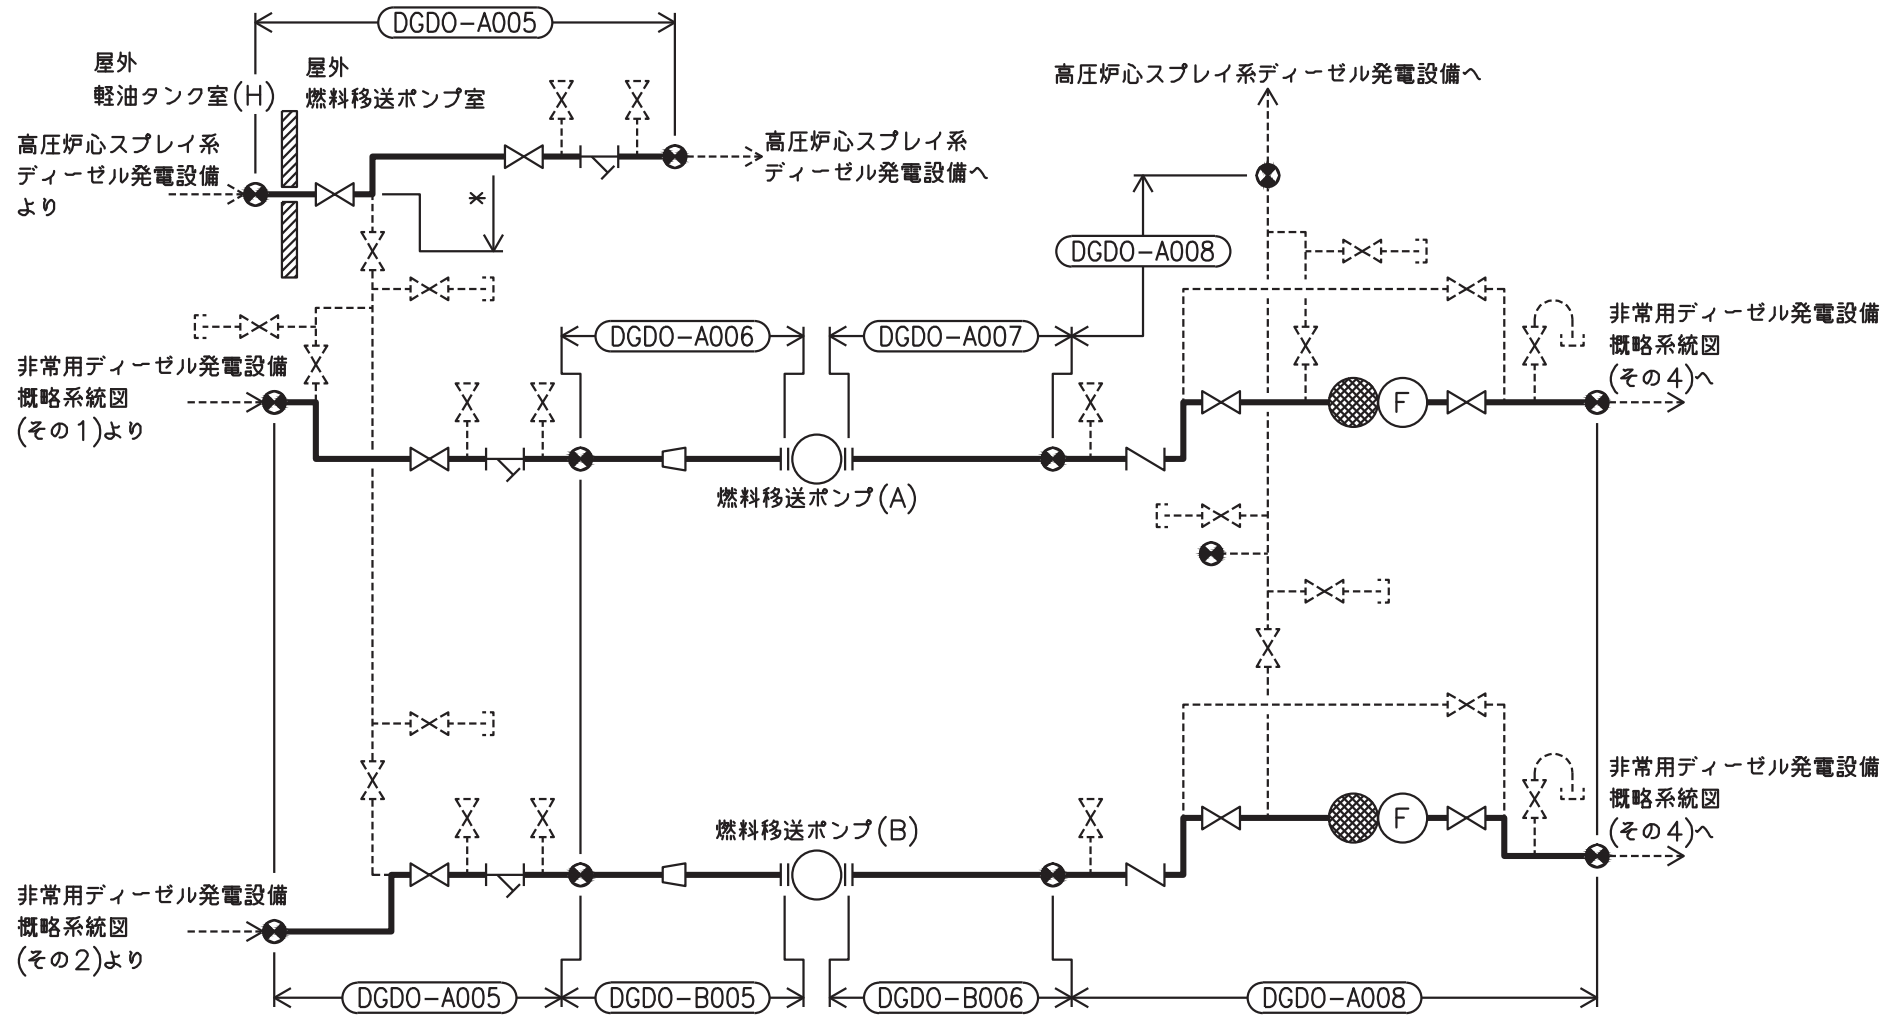 DGDO-A005
屋外
軽油タンク室(H)
屋外
燃料移送ポンプ室
高圧炉心スプレイ系
ディーゼル発電設備
より
高圧炉心スプレイ系
ディーゼル発電設備へ
*
高圧炉心スプレイ系ディーゼル発電設備へ
DGDO-A008
DGDO-A006
DGDO-A007
非常用ディーゼル発電設備
概略系統図
(その1)より
非常用ディーゼル発電設備
概略系統図
(その4)へ
F
燃料移送ポンプ(A)
燃料移送ポンプ(B)
F
非常用ディーゼル発電設備
概略系統図
(その4)へ
非常用ディーゼル発電設備
概略系統図
(その2)より
DGDO-A005
DGDO-B005
DGDO-B006
DGDO-A008